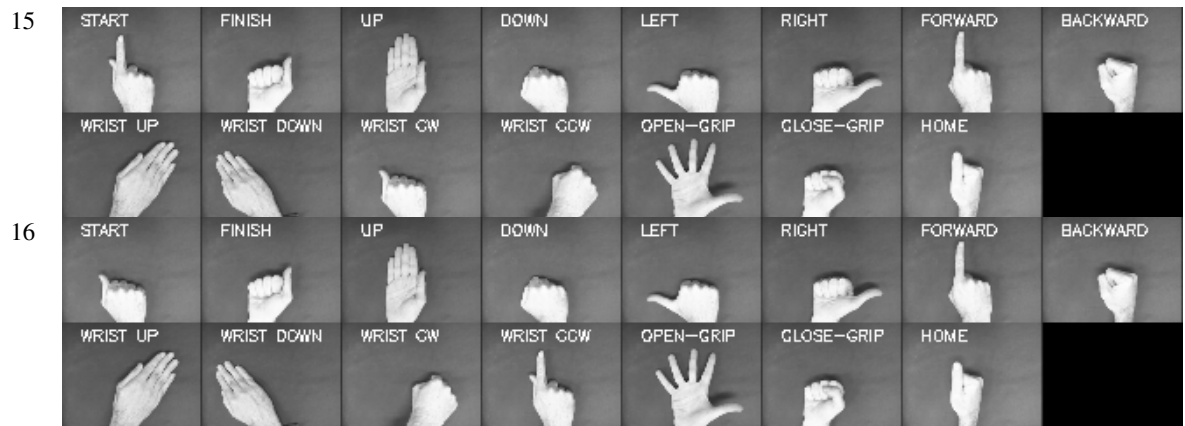 15 START FINISH UP DOWN LEFT RIGHT FORWARD BACKWARD
WRIST UP WRIST DOWN WRIST CW WRIST CCW OPEN-GRIP CLOSE-GRIP HOME
16 START FINISH UP DOWN LEFT RIGHT FORWARD BACKWARD
WRIST UP WRIST DOWN WRIST CW WRIST CCW OPEN-GRIP CLOSE-GRIP HOME